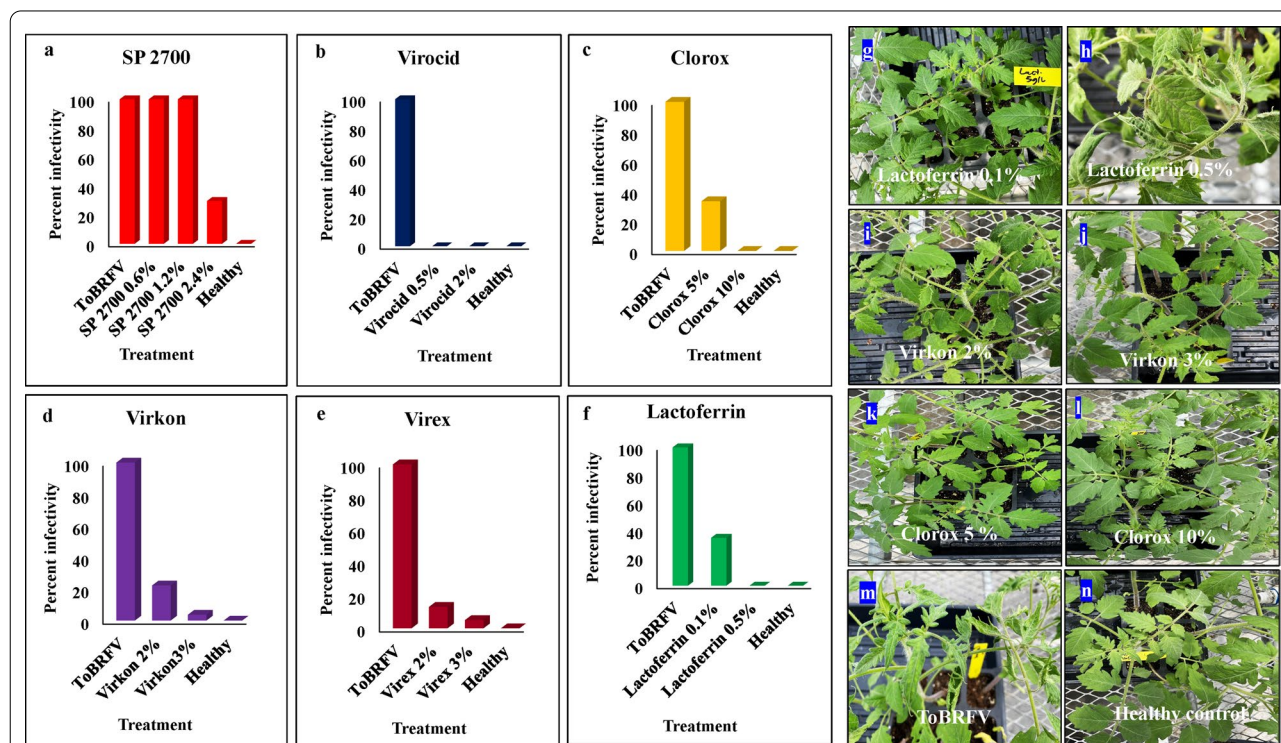 a
SP 2700
Percent infectivity
100
80
60
40
20
0
ToBRFV
SP 2700 0.6%
SP 2700 1.2%
SP 2700 2.4%
Healthy
Treatment
b
Virocid
Percent infectivity
100
80
60
40
20
0
ToBRFV
Virocid 0.5%
Virocid 2%
Healthy
Treatment
c
Clorox
Percent infectivity
100
80
60
40
20
0
ToBRFV
Clorox 5%
Clorox 10%
Healthy
Treatment
d
Virkon
Percent infectivity
100
80
60
40
20
0
ToBRFV
Virkon 2%
Virkon3%
Healthy
Treatment
e
Virex
Percent infectivity
100
80
60
40
20
0
ToBRFV
Virex 2%
Virex 3%
Healthy
Treatment
f
Lactoferrin
Percent infectivity
100
80
60
40
20
0
ToBRFV
Lactoferrin 0.1%
Lactoferrin 0.5%
Healthy
Treatment
g
Lact.
5g/L
Lactoferrin 0.1%
h
Lactoferrin 0.5%
i
Virkon 2%
j
Virkon 3%
k
Clorox 5 %
l
Clorox 10%
m
ToBRFV
n
Healthy control